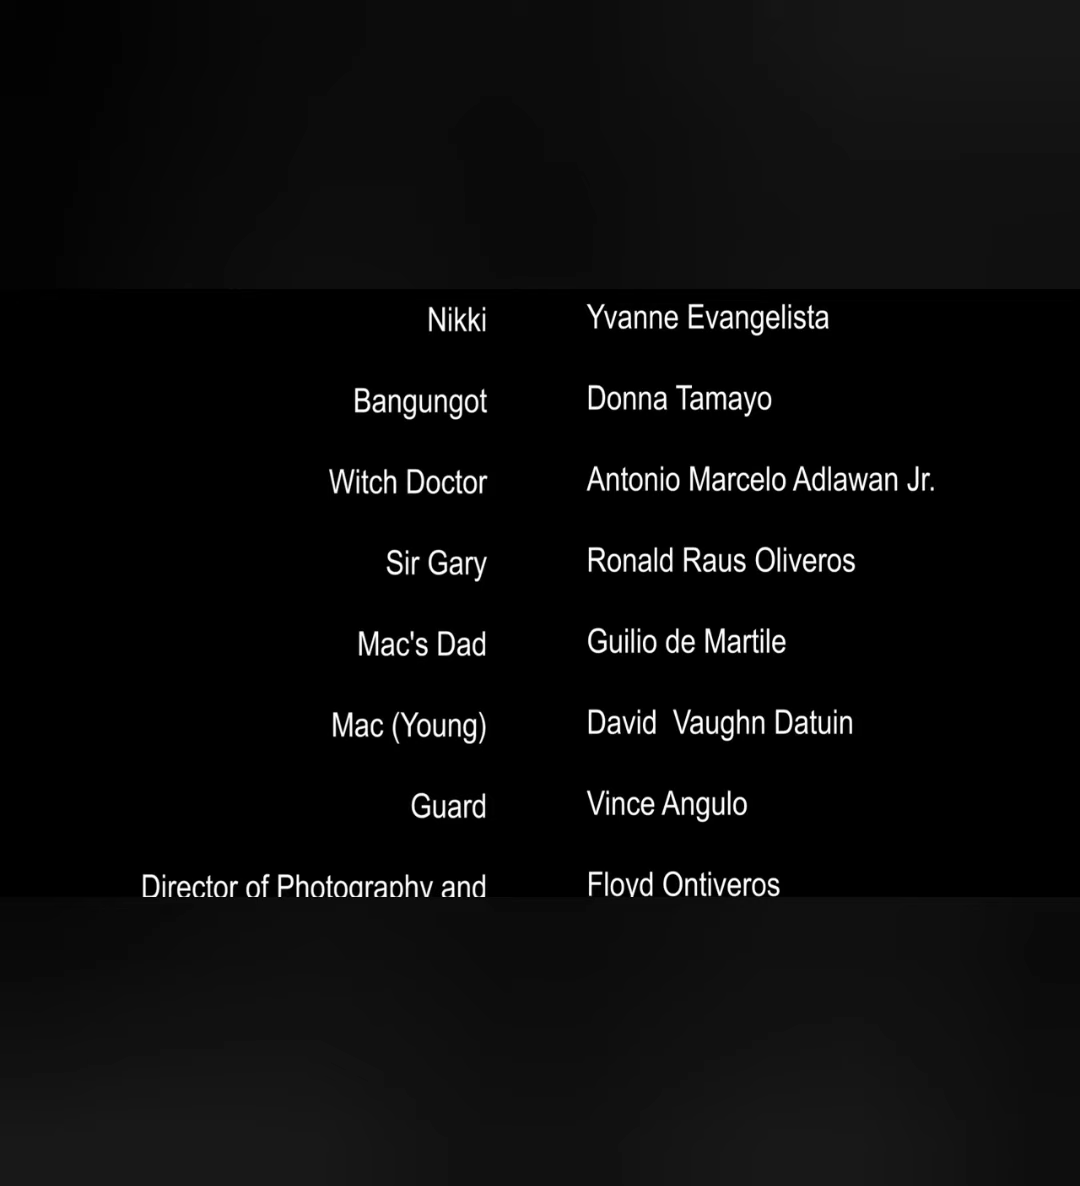 Nikki Yvanne Evangelista
Bangungot Donna Tamayo
Witch Doctor Antonio Marcelo Adlawan Jr.
Sir Gary Ronald Raus Oliveros
Mac's Dad Guilio de Martile
Mac (Young) David  Vaughn Datuin
Guard Vince Angulo
Director of Photography and Floyd Ontiveros